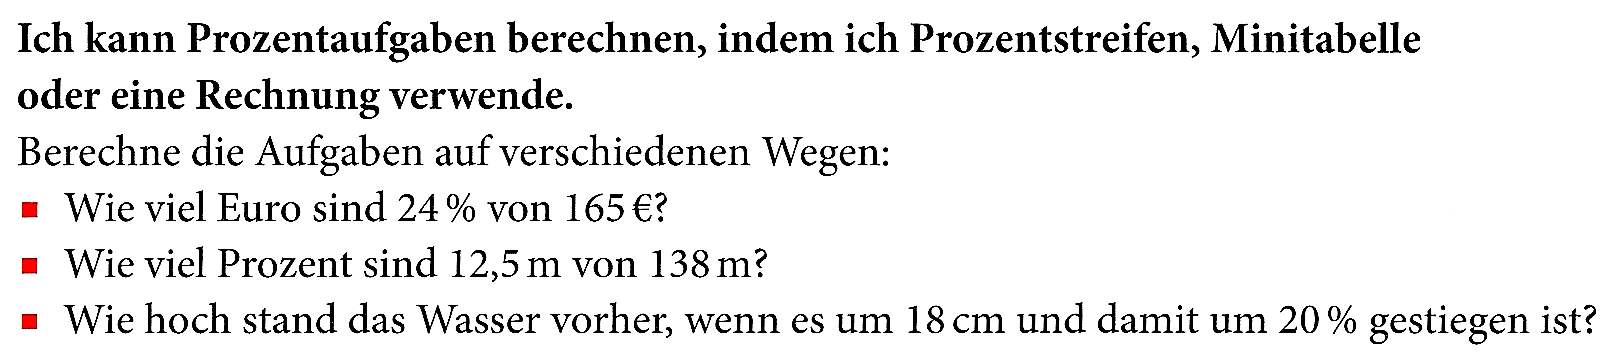 Ich kann Prozentaufgaben berechnen, indem ich Prozentstreifen, Minitabelle
oder eine Rechnung verwende.
Berechne die Aufgaben auf verschiedenen Wegen:
▪ Wie viel Euro sind 24 % von 165 €?
▪ Wie viel Prozent sind 12,5 m von 138 m?
▪ Wie hoch stand das Wasser vorher, wenn es um 18 cm und damit um 20 % gestiegen ist?